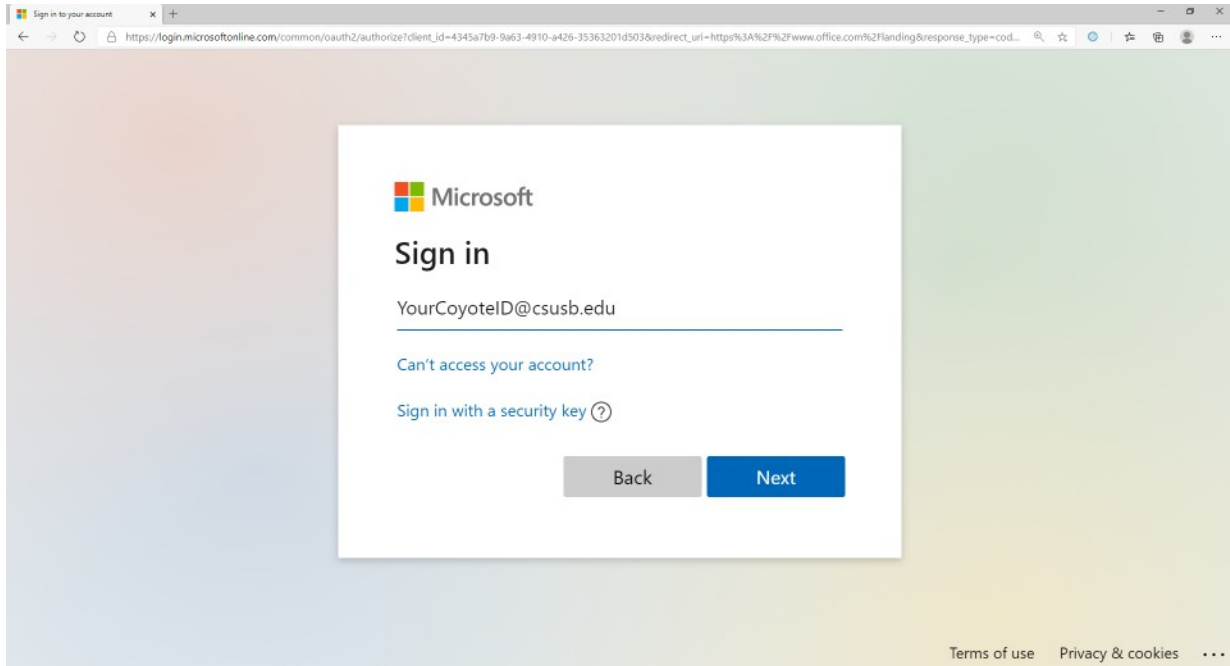 Sign in to your account
https://login.microsoftonline.com/common/oauth2/authorize?client_id=4345a7b9-9a63-4910-a426-35363201d503&redirect_uri=https%3A%2F%2Fwww.office.com%2Flanding&response_type=cod...
Microsoft
Sign in
YourCoyoteID@csusb.edu
Can't access your account?
Sign in with a security key ?
Back Next
Terms of use Privacy & cookies ...